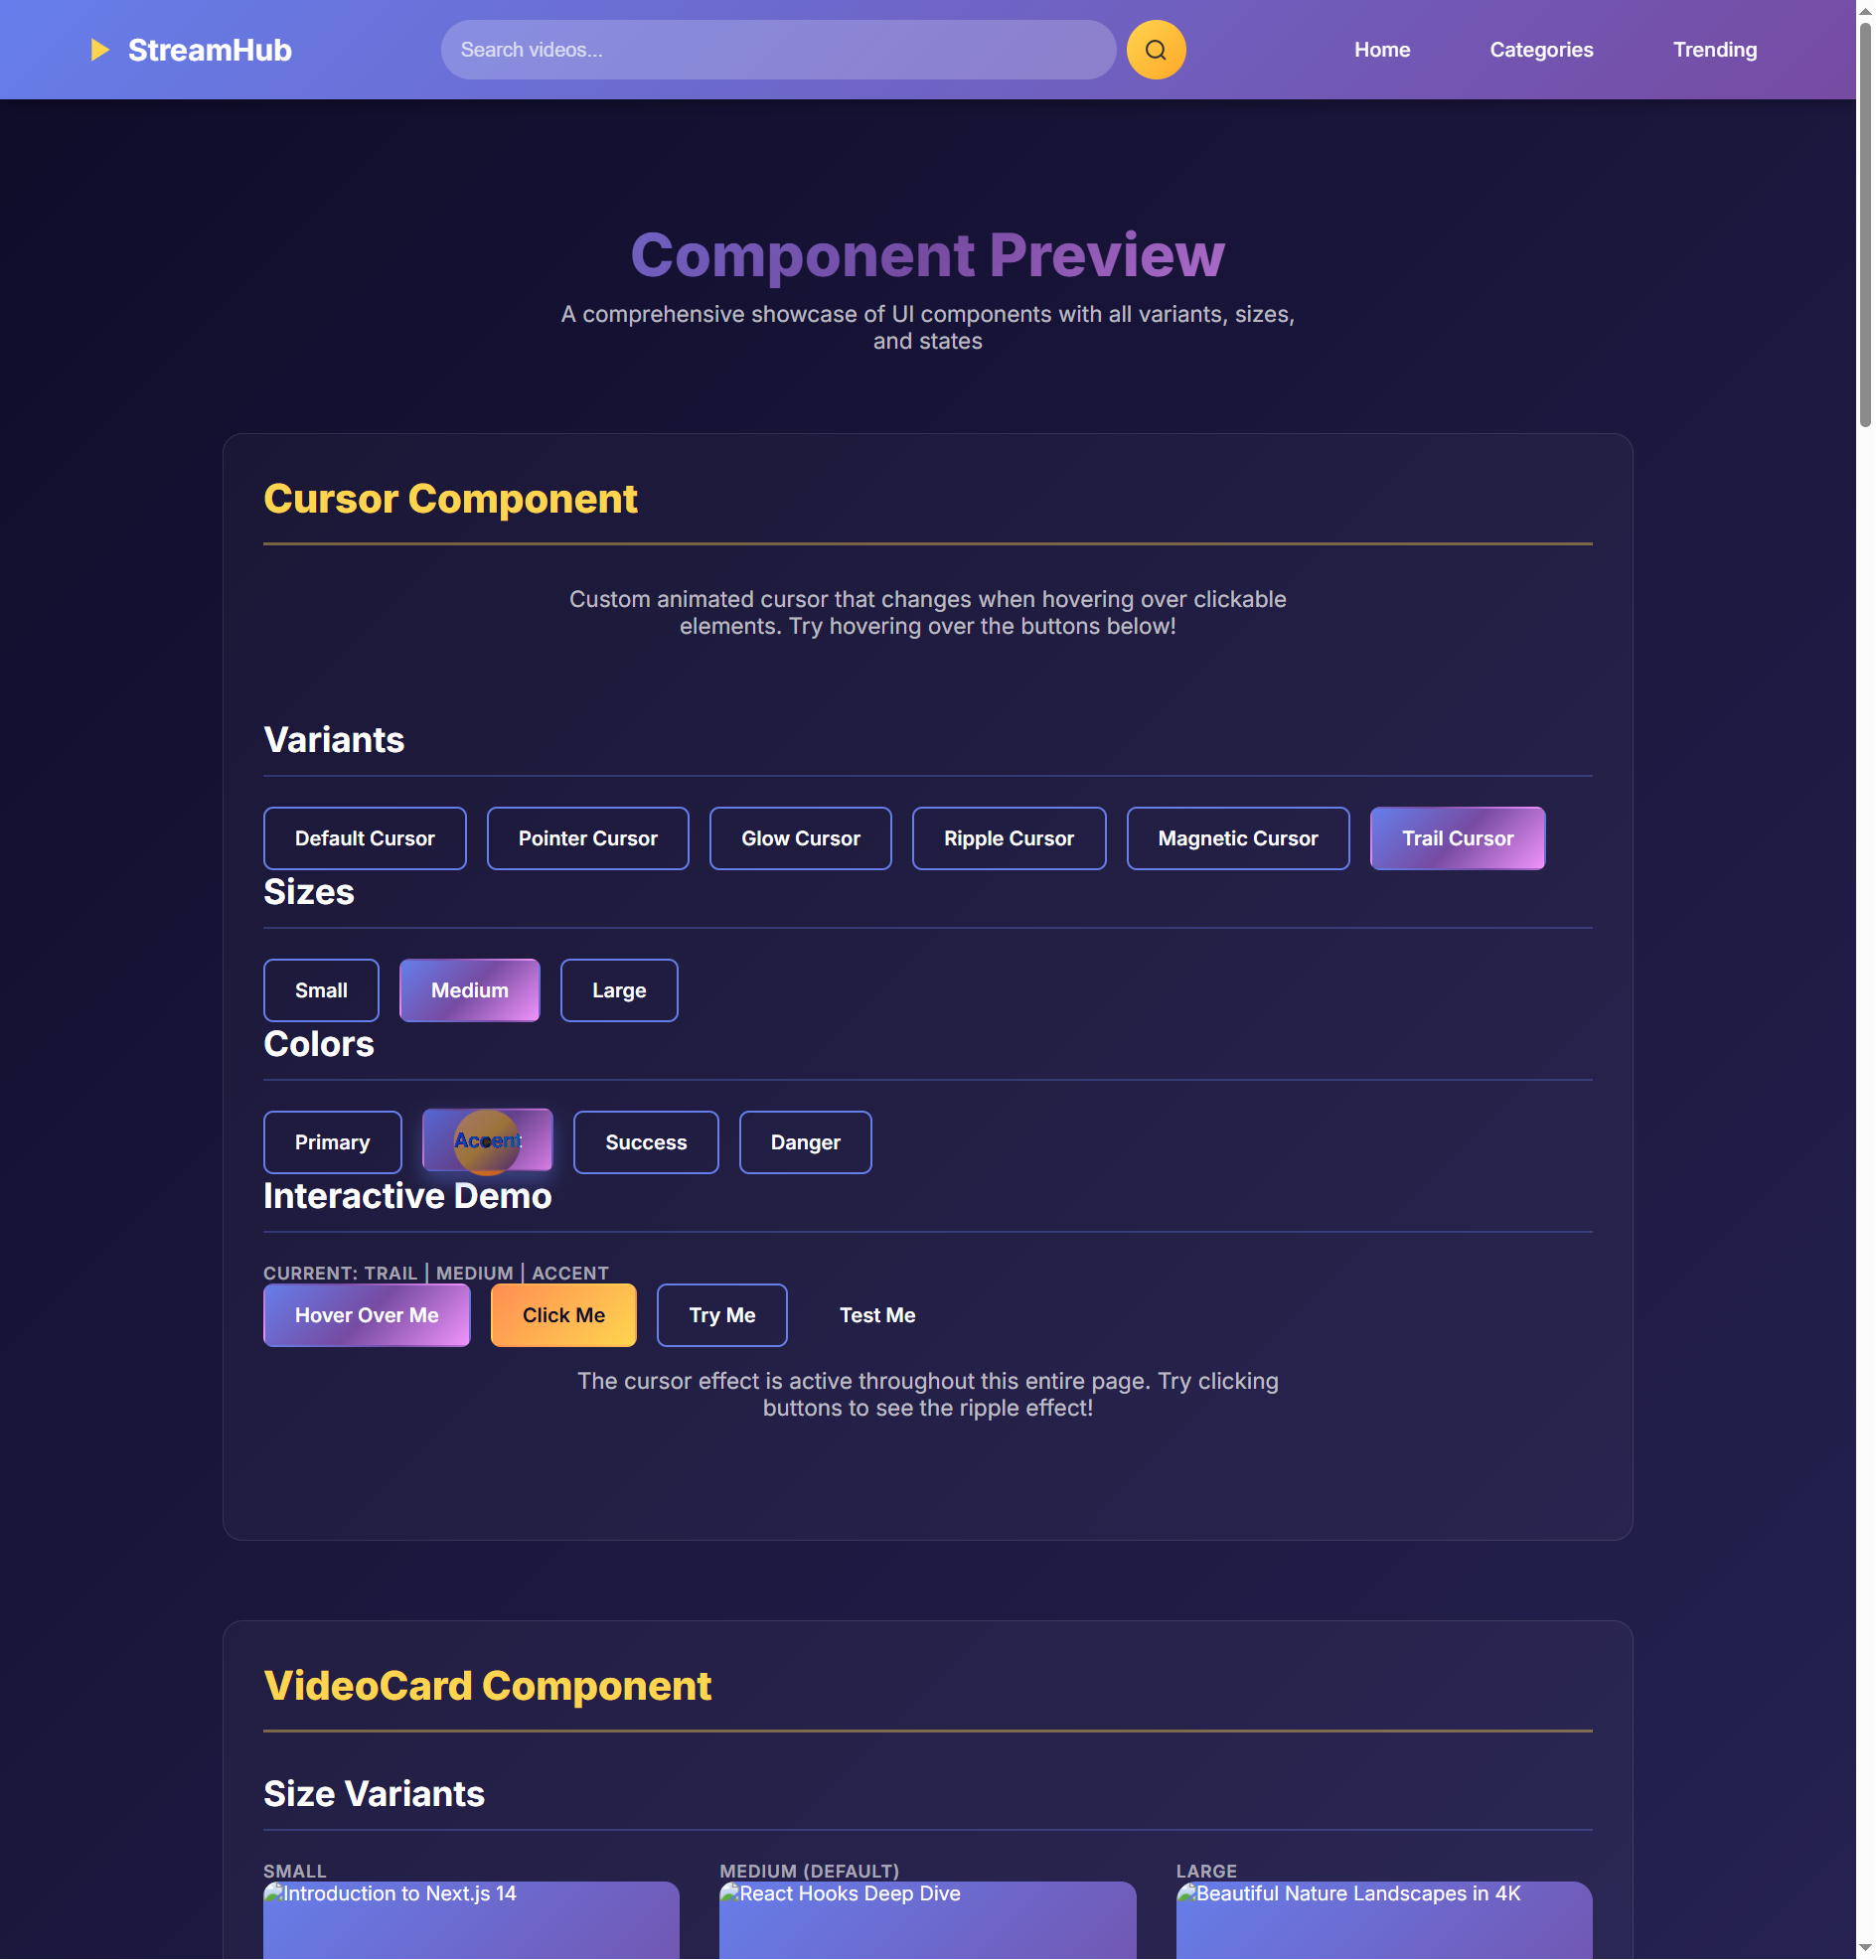 StreamHub
Search videos...
Home
Categories
Trending
Component Preview
A comprehensive showcase of UI components with all variants, sizes,
and states
Cursor Component
Custom animated cursor that changes when hovering over clickable
elements. Try hovering over the buttons below!
Variants
Default Cursor
Pointer Cursor
Glow Cursor
Ripple Cursor
Magnetic Cursor
Trail Cursor
Sizes
Small
Medium
Large
Colors
Primary
Accent
Success
Danger
Interactive Demo
CURRENT: TRAIL | MEDIUM | ACCENT
Hover Over Me
Click Me
Try Me
Test Me
The cursor effect is active throughout this entire page. Try clicking
buttons to see the ripple effect!
VideoCard Component
Size Variants
SMALL
MEDIUM (DEFAULT)
LARGE
Introduction to Next.js 14
React Hooks Deep Dive
Beautiful Nature Landscapes in 4K